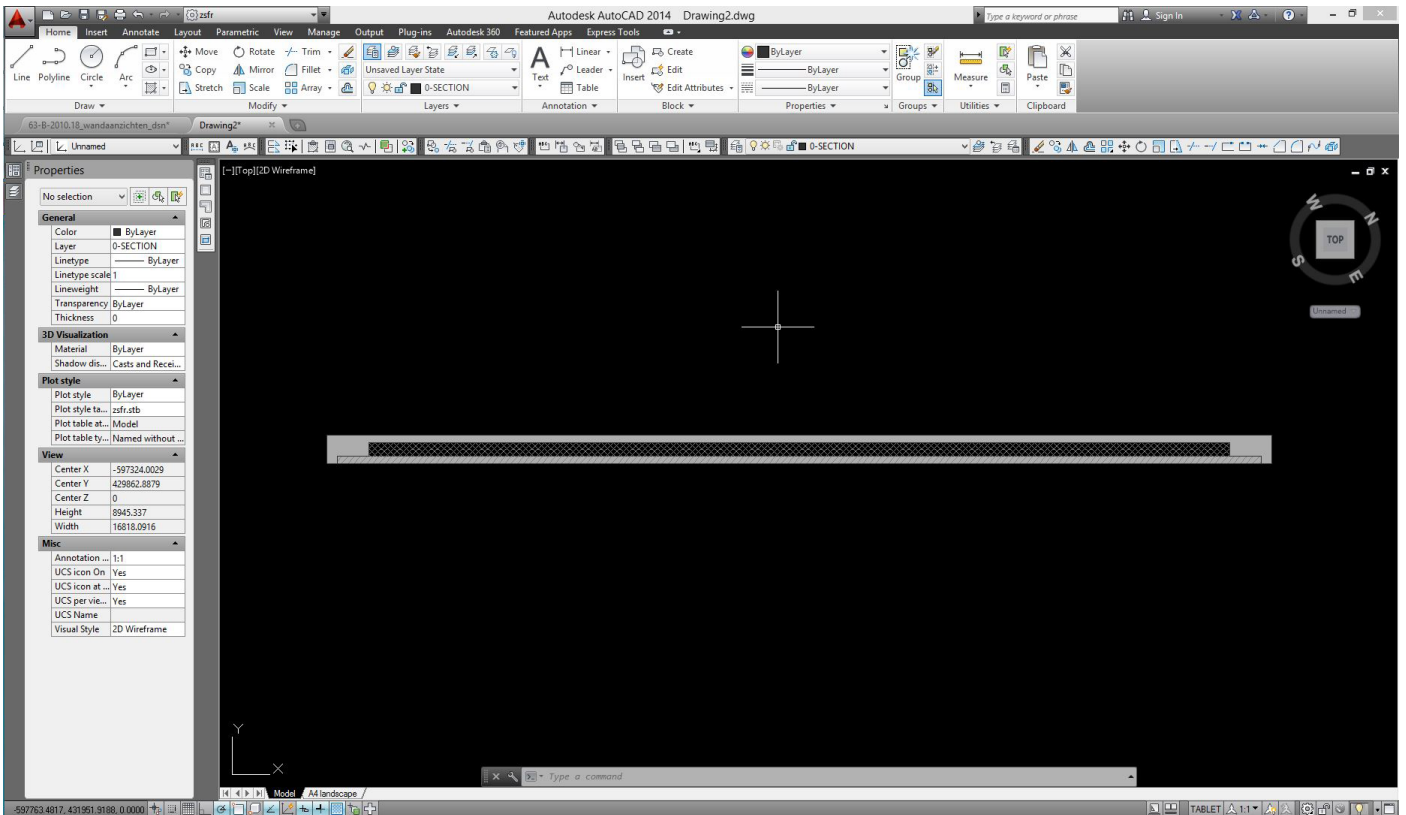 zsfr
Autodesk AutoCAD 2014 Drawing2.dwg
Type a keyword or phrase
Sign In
Home Insert Annotate Layout Parametric View Manage Output Plug-ins Autodesk 360 Featured Apps Express Tools
Line Polyline Circle Arc
Move Rotate Trim
Copy Mirror Fillet
Stretch Scale Array
Unsaved Layer State
0-SECTION
Text
Linear
Leader
Table
Insert
Create
Edit
Edit Attributes
ByLayer
ByLayer
ByLayer
Group
Measure
Paste
Draw Modify Layers Annotation Block Properties Groups Utilities Clipboard
63-B-2010.18_wandaanzichten_dsn* Drawing2*
Unnamed
0-SECTION
Properties
[−][Top][2D Wireframe]
No selection
General
Color ByLayer
Layer 0-SECTION
Linetype ByLayer
Linetype scale 1
Lineweight ByLayer
Transparency ByLayer
Thickness 0
3D Visualization
Material ByLayer
Shadow dis... Casts and Recei...
Plot style
Plot style ByLayer
Plot style ta... zsfr.stb
Plot table at... Model
Plot table ty... Named without ...
View
Center X -597324.0029
Center Y 429862.8879
Center Z 0
Height 8945.337
Width 16818.0916
Misc
Annotation ... 1:1
UCS icon On Yes
UCS icon at ... Yes
UCS per vie... Yes
UCS Name
Visual Style 2D Wireframe
W N
TOP
S E
Unnamed
Y
X
Type a command
Model A4 landscape
-597763.4817, 431951.9188, 0.0000
TABLET 1:1